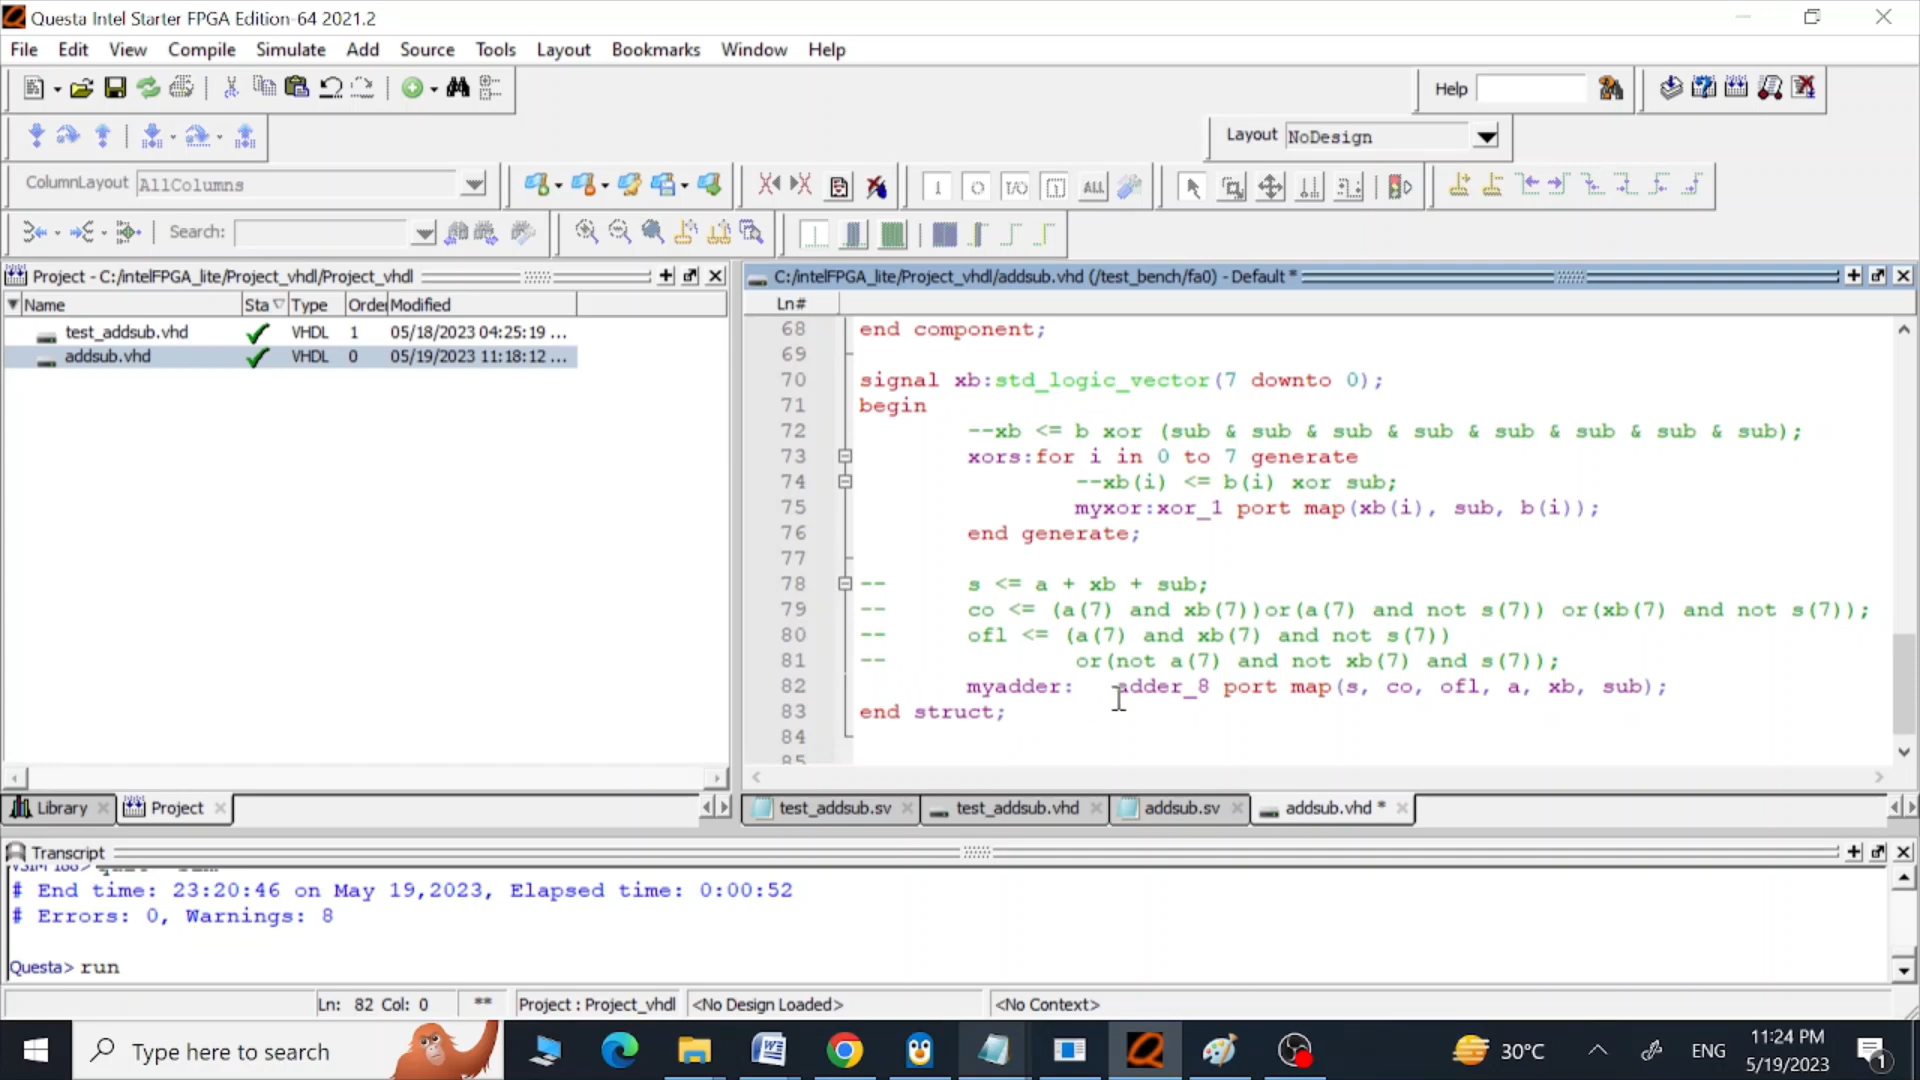 Questa Intel Starter FPGA Edition-64 2021.2
File Edit View Compile Simulate Add Source Tools Layout Bookmarks Window Help
Help
Layout NoDesign
ColumnLayout AllColumns
I/O ALL
Search:
Project - C:/intelFPGA_lite/Project_vhdl/Project_vhdl
Name Sta Type Orde Modified
test_addsub.vhd VHDL 1 05/18/2023 04:25:19 ...
addsub.vhd VHDL 0 05/19/2023 11:18:12 ...
Library Project
C:/intelFPGA_lite/Project_vhdl/addsub.vhd (/test_bench/fa0) - Default *
Ln#
68 end component;
69
70 signal xb:std_logic_vector(7 downto 0);
71 begin
72 --xb <= b xor (sub & sub & sub & sub & sub & sub & sub & sub);
73 xors:for i in 0 to 7 generate
74 --xb(i) <= b(i) xor sub;
75 myxor:xor_1 port map(xb(i), sub, b(i));
76 end generate;
77
78 -- s <= a + xb + sub;
79 -- co <= (a(7) and xb(7))or(a(7) and not s(7)) or(xb(7) and not s(7));
80 -- ofl <= (a(7) and xb(7) and not s(7))
81 -- or(not a(7) and not xb(7) and s(7));
82 myadder: adder_8 port map(s, co, ofl, a, xb, sub);
83 end struct;
84
85
test_addsub.sv test_addsub.vhd addsub.sv addsub.vhd *
Transcript
# End time: 23:20:46 on May 19,2023, Elapsed time: 0:00:52
# Errors: 0, Warnings: 8
Questa> run
Ln: 82 Col: 0 ** Project : Project_vhdl <No Design Loaded> <No Context>
Type here to search
30°C ENG
11:24 PM
5/19/2023
1